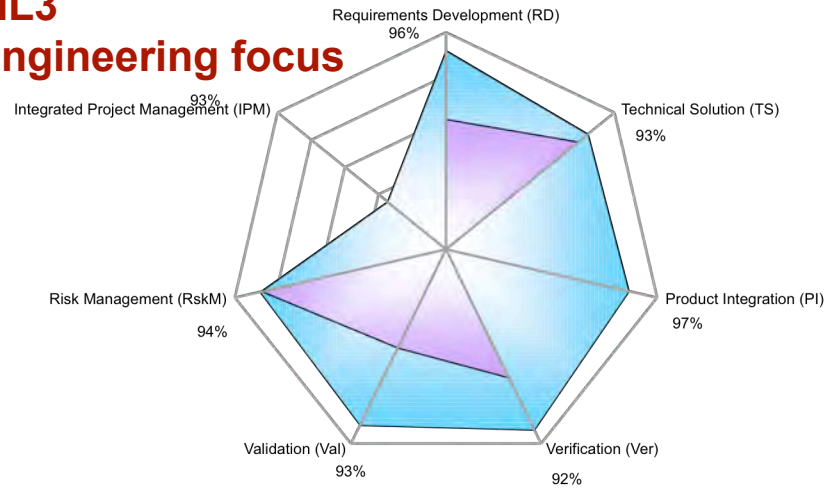 ML3
ngineering focus
Requirements Development (RD)
96%
93%
Integrated Project Management (IPM)
Technical Solution (TS)
93%
Risk Management (RskM)
94%
Product Integration (PI)
97%
Validation (Val)
93%
Verification (Ver)
92%